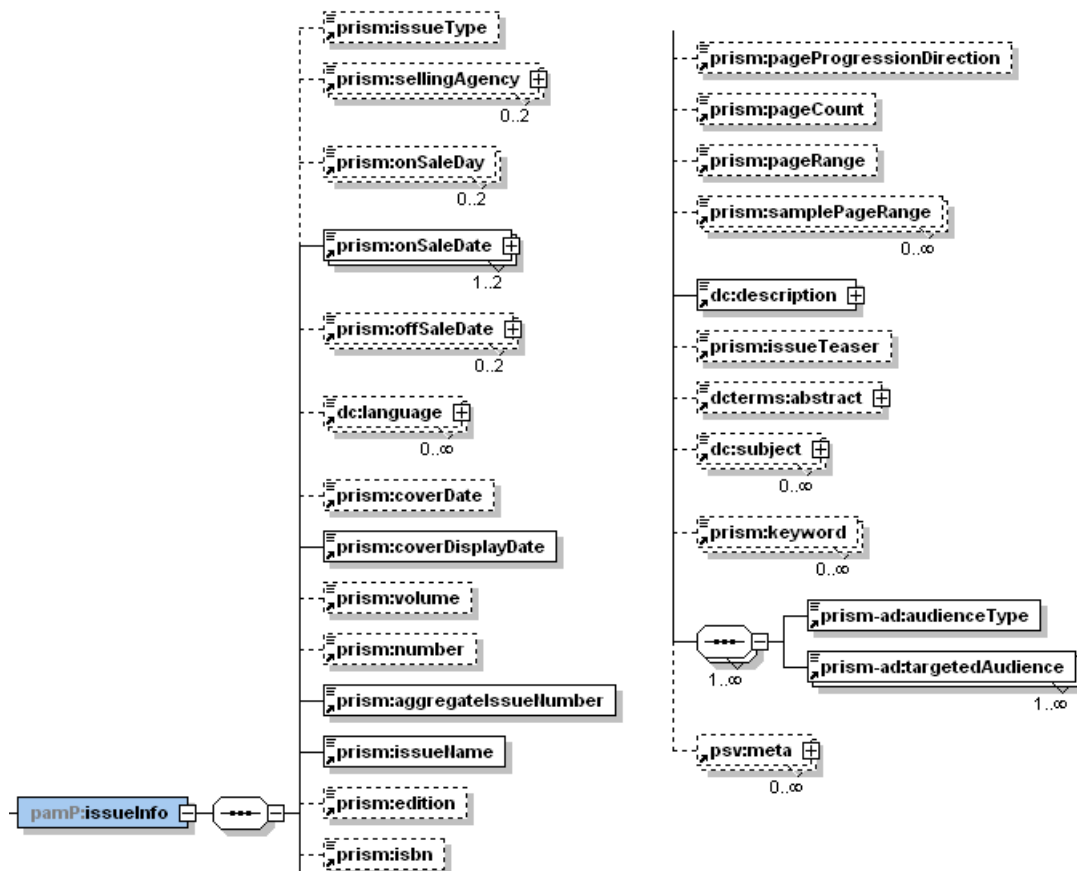 prism:issueType
prism:sellingAgency
0..2
prism:onSaleDay
0..2
prism:onSaleDate
1..2
prism:offSaleDate
0..2
dc:language
0..∞
prism:coverDate
prism:coverDisplayDate
prism:volume
prism:number
prism:aggregateIssueNumber
prism:issueName
pamP:issueInfo
prism:edition
prism:isbn
prism:pageProgressionDirection
prism:pageCount
prism:pageRange
prism:samplePageRange
0..∞
dc:description
prism:issueTeaser
dcterms:abstract
dc:subject
0..∞
prism:keyword
0..∞
prism-ad:audienceType
1..∞
prism-ad:targetedAudience
1..∞
psv:meta
0..∞